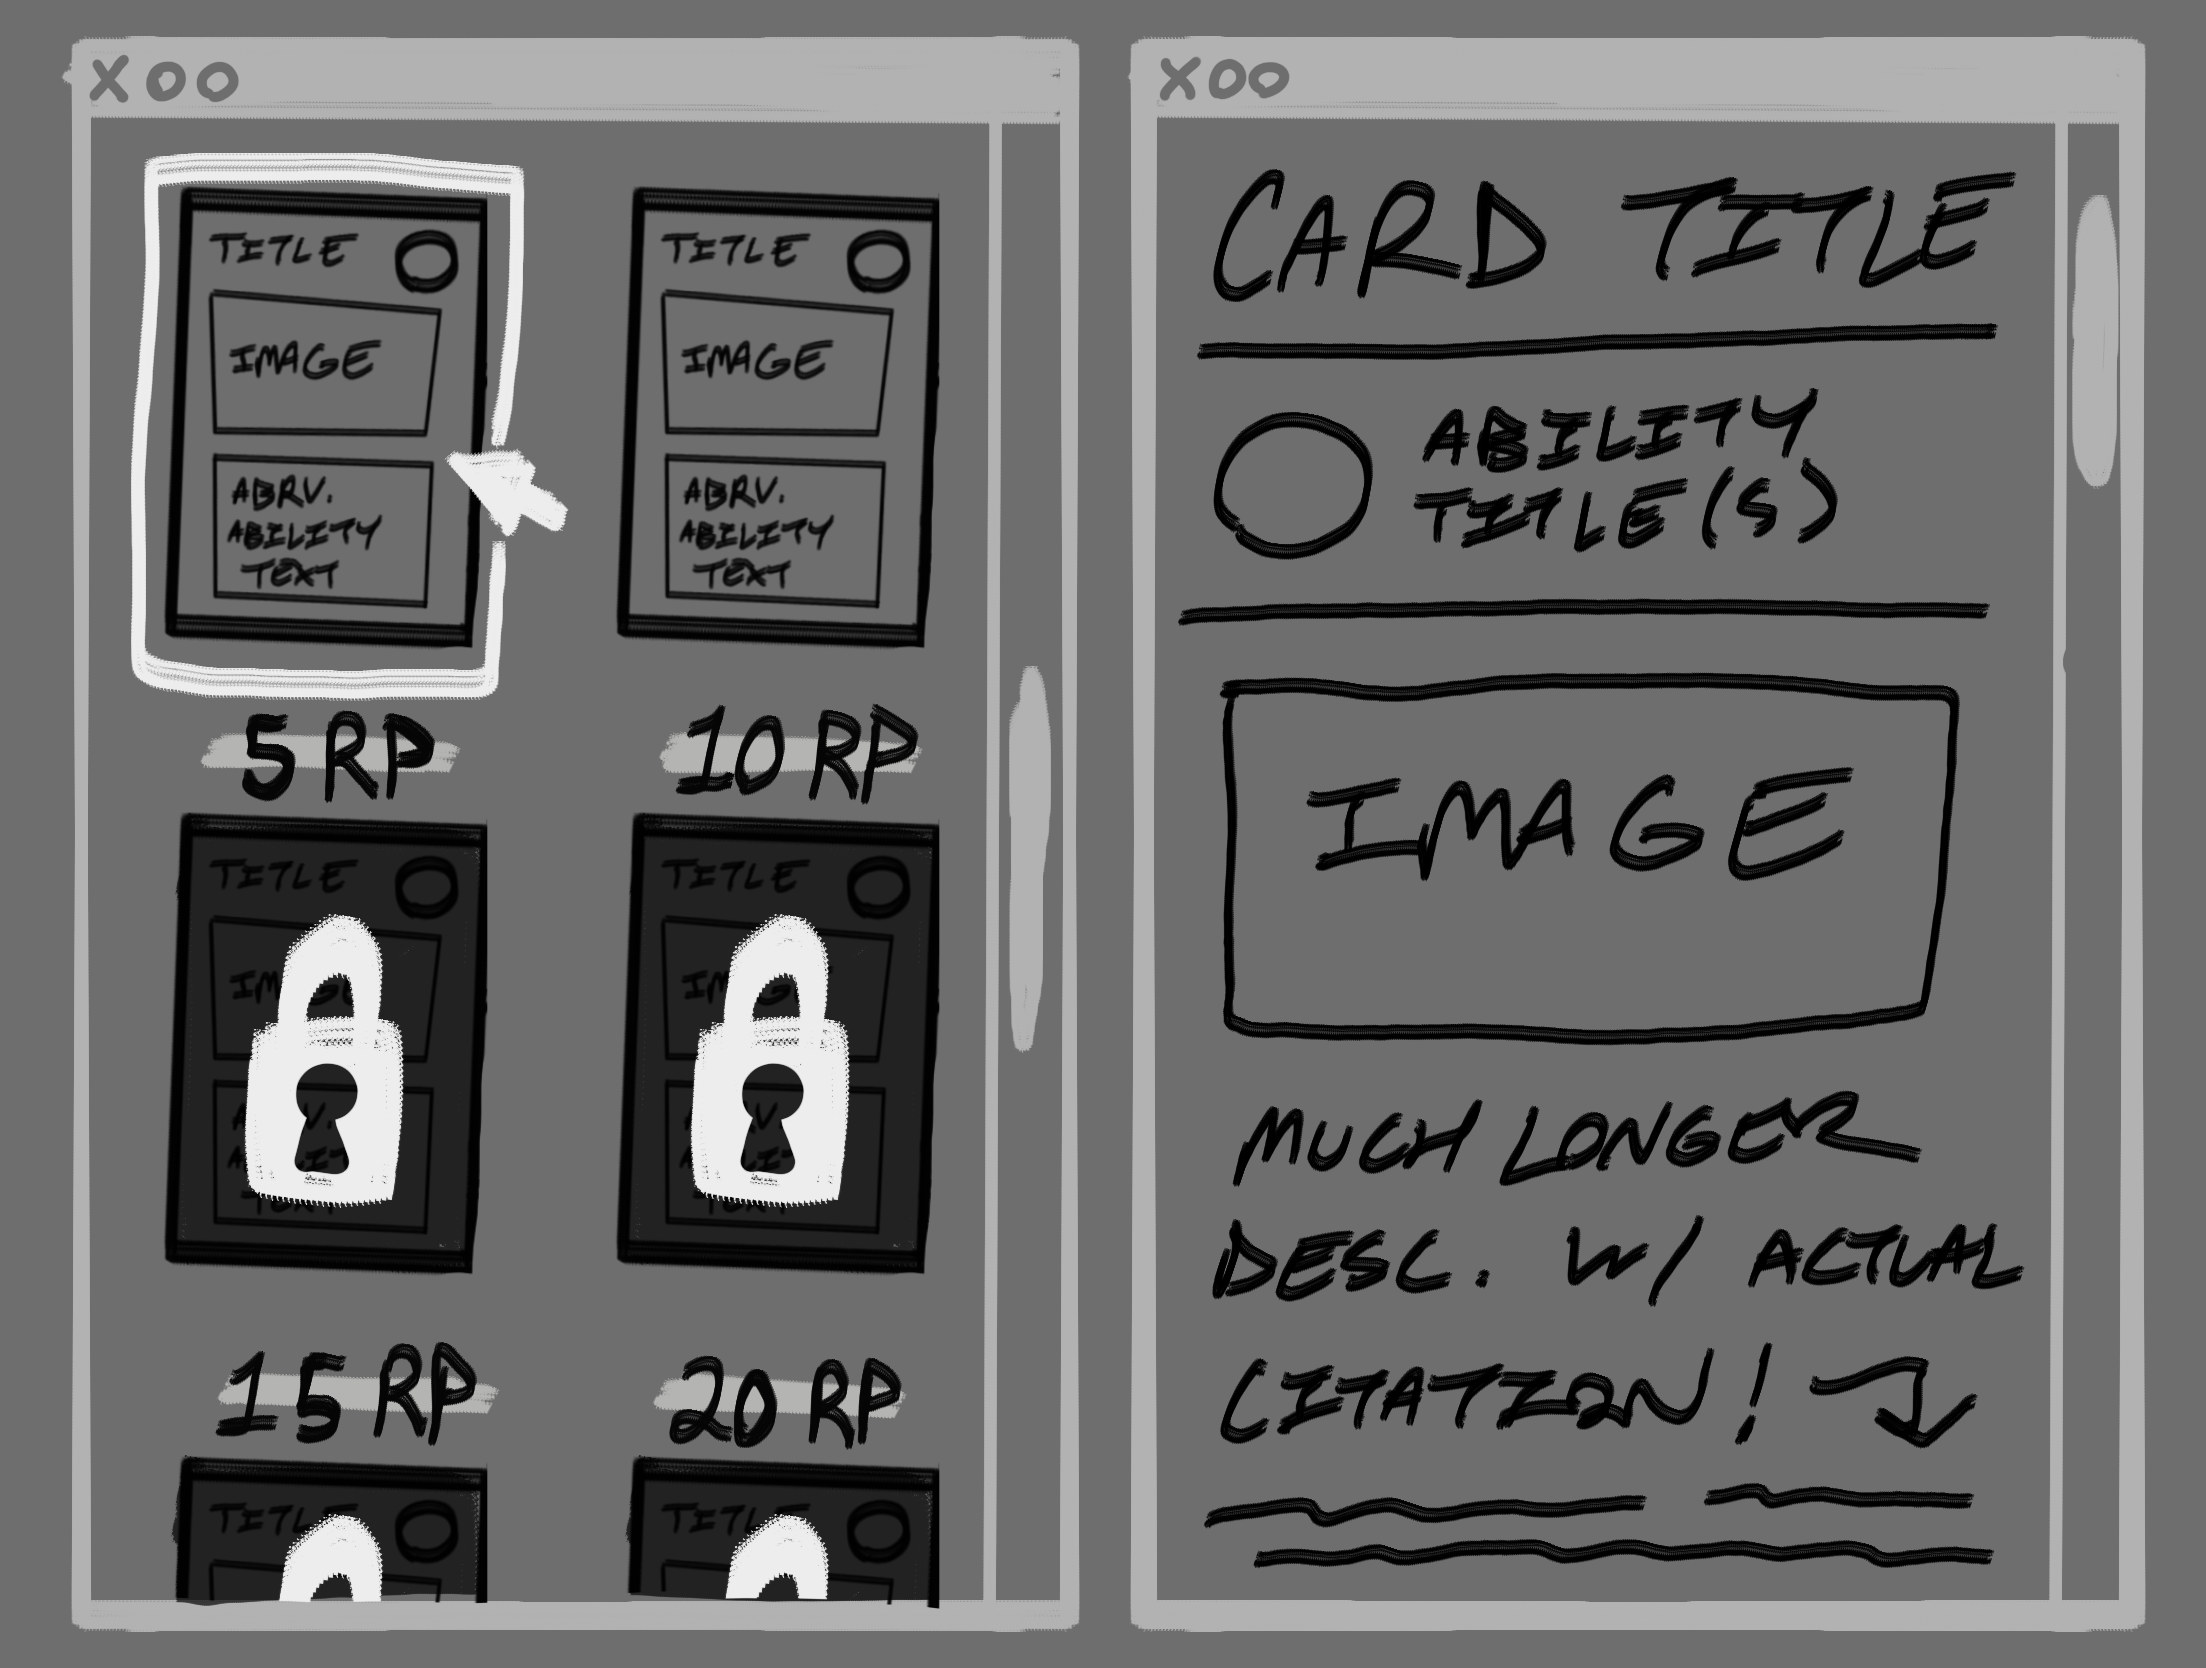 X O O
TITLE
IMAGE
ABRV.
ABILITY
TEXT
TITLE
IMAGE
ABRV.
ABILITY
TEXT
5 RP
10 RP
TITLE
TITLE
15 RP
20 RP
TITLE
TITLE
X O O
CARD TITLE
ABILITY
TITLE(S)
IMAGE
MUCH LONGER
DESC. W/ ACTUAL
CITATION!